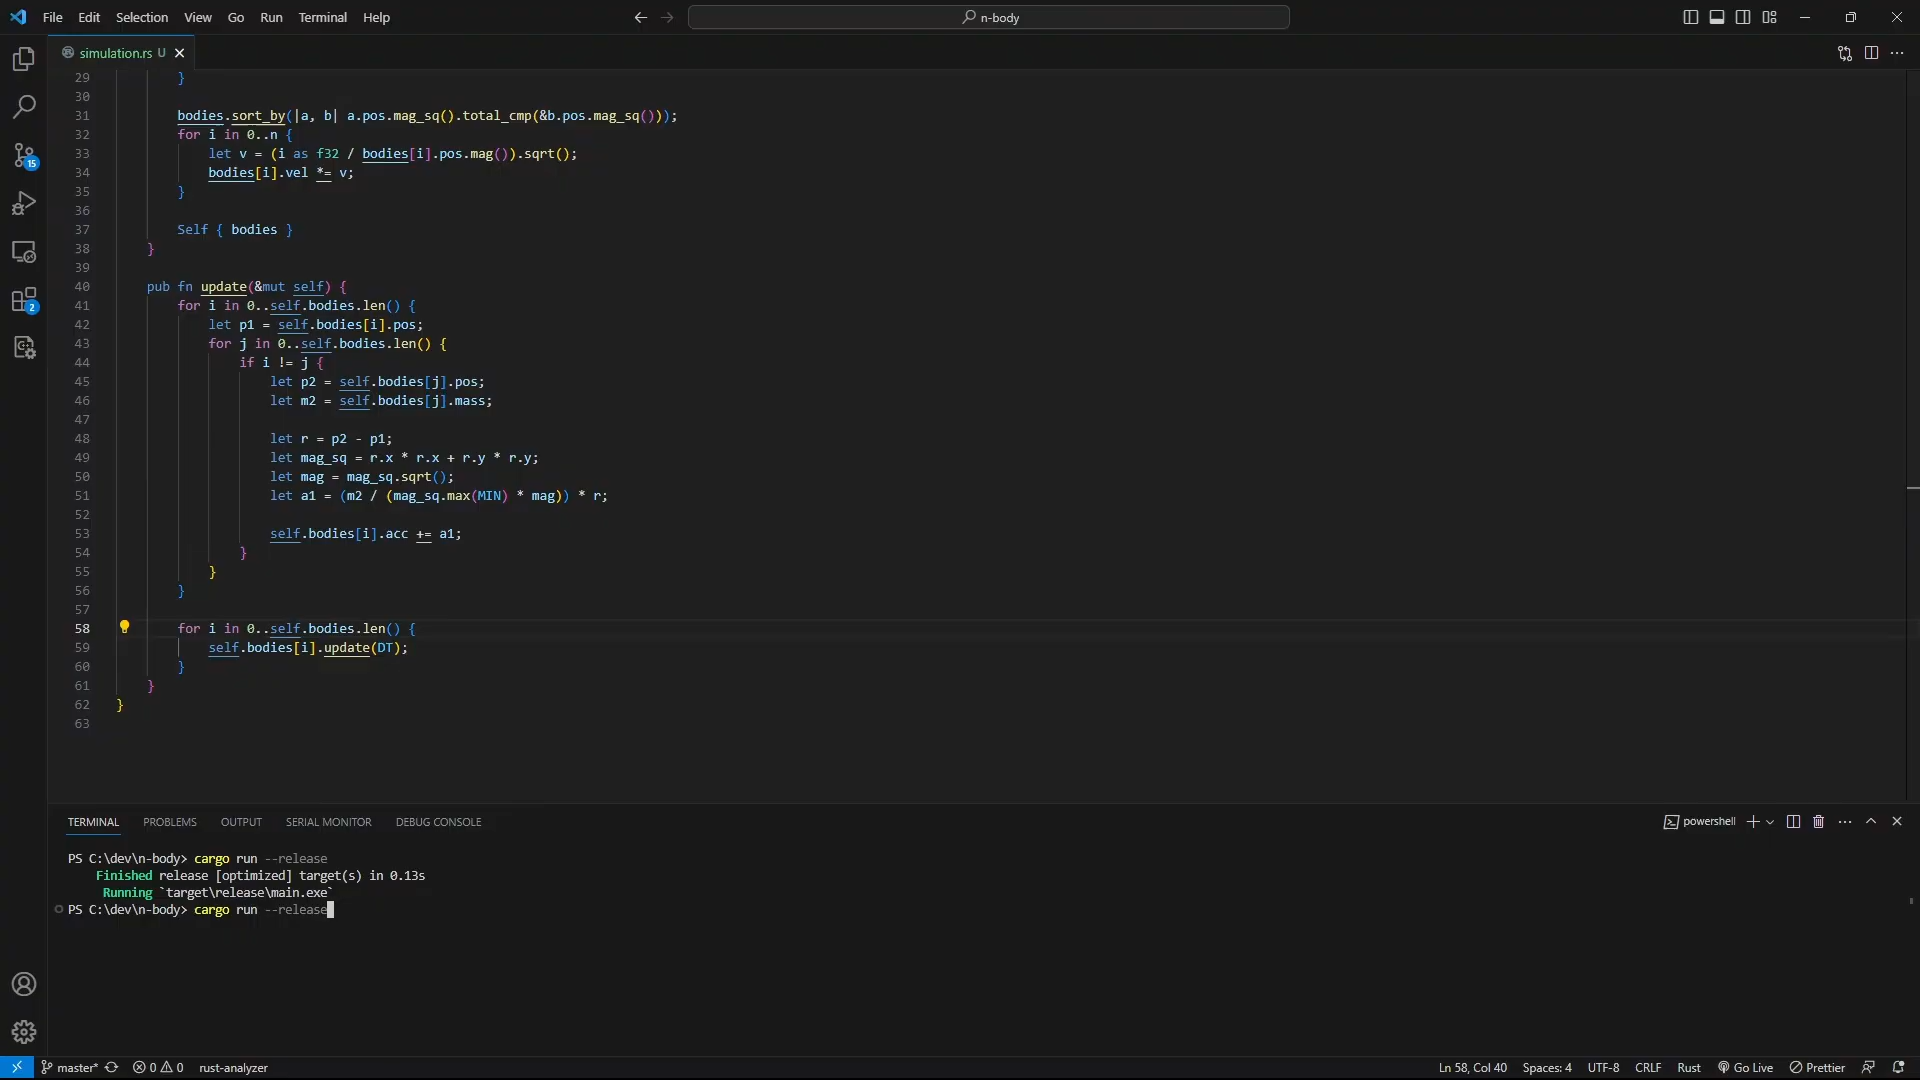 File Edit Selection View Go Run Terminal Help
n-body
simulation.rs U
29 }
30
31 bodies.sort_by(|a, b| a.pos.mag_sq().total_cmp(&b.pos.mag_sq()));
32 for i in 0..n {
33 let v = (i as f32 / bodies[i].pos.mag()).sqrt();
34 bodies[i].vel *= v;
35 }
36
37 Self { bodies }
38 }
39
40 pub fn update(&mut self) {
41 for i in 0..self.bodies.len() {
42 let p1 = self.bodies[i].pos;
43 for j in 0..self.bodies.len() {
44 if i != j {
45 let p2 = self.bodies[j].pos;
46 let m2 = self.bodies[j].mass;
47
48 let r = p2 - p1;
49 let mag_sq = r.x * r.x + r.y * r.y;
50 let mag = mag_sq.sqrt();
51 let a1 = (m2 / (mag_sq.max(MIN) * mag)) * r;
52
53 self.bodies[i].acc += a1;
54 }
55 }
56 }
57
58 for i in 0..self.bodies.len() {
59 self.bodies[i].update(DT);
60 }
61 }
62 }
63
15
2
TERMINAL PROBLEMS OUTPUT SERIAL MONITOR DEBUG CONSOLE powershell
PS C:\dev\n-body> cargo run --release
Finished release [optimized] target(s) in 0.13s
Running `target\release\main.exe`
PS C:\dev\n-body> cargo run --release
master* 0 0 rust-analyzer Ln 58, Col 40 Spaces: 4 UTF-8 CRLF Rust Go Live Prettier